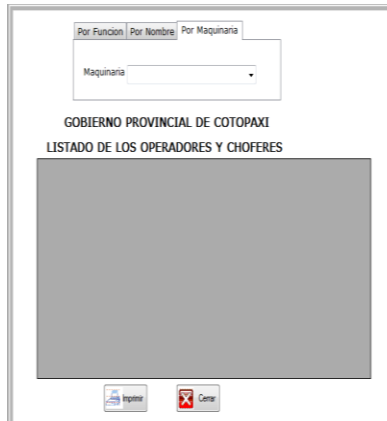 Por Funcion Por Nombre Por Maquinaria
Maquinaria
GOBIERNO PROVINCIAL DE COTOPAXI
LISTADO DE LOS OPERADORES Y CHOFERES
Imprimir Cerrar